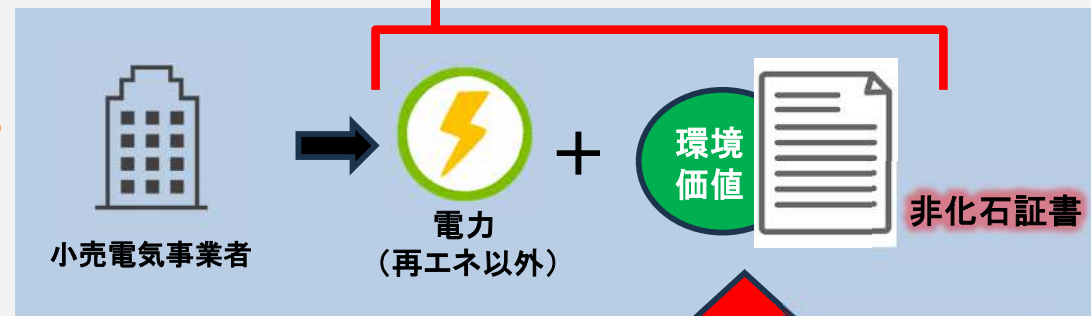 環境
価値
非化石証書
電力
(再エネ以外)
小売電気事業者